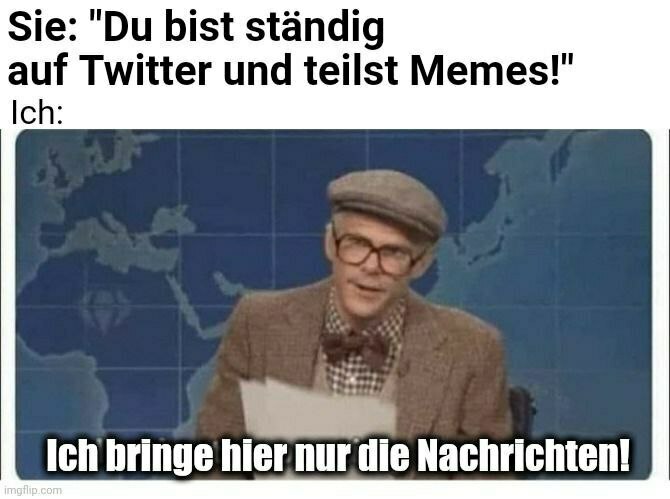 Sie: "Du bist ständig
auf Twitter und teilst Memes!"
Ich:
Ich bringe hier nur die Nachrichten!
imgflip.com